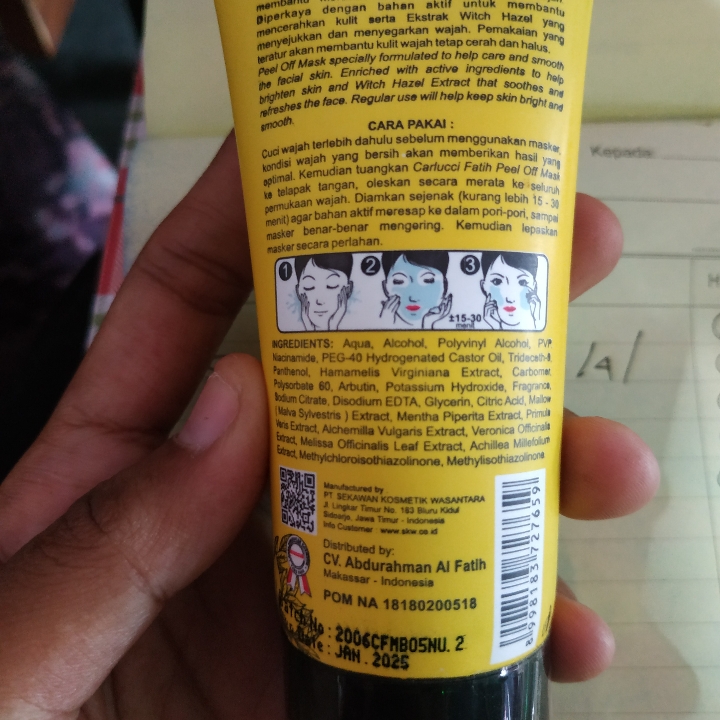 membantu
Diperkaya dengan bahan aktif untuk membantu
mencerahkan kulit serta Ekstrak Witch Hazel yang
menyejukkan dan menyegarkan wajah. Pemakaian yang
teratur akan membantu kulit wajah tetap cerah dan halus.
Peel Off Mask specially formulated to help care and smooth
the facial skin. Enriched with active ingredients to help
brighten skin and Witch Hazel Extract that soothes and
refreshes the face. Regular use will help keep skin bright and
smooth.
CARA PAKAI :
Cuci wajah terlebih dahulu sebelum menggunakan masker,
kondisi wajah yang bersih akan memberikan hasil yang
optimal. Kemudian tuangkan Carlucci Fatih Peel Off Mask
ke telapak tangan, oleskan secara merata ke seluruh
permukaan wajah. Diamkan sejenak (kurang lebih 15 - 30
menit) agar bahan aktif meresap ke dalam pori-pori, sampai
masker benar-benar mengering. Kemudian lepaskan
masker secara perlahan.
1 2 3
±15-30
menit
INGREDIENTS: Aqua, Alcohol, Polyvinyl Alcohol, PVP
Niacinamide, PEG-40 Hydrogenated Castor Oil, Trideceth-9,
Panthenol, Hamamelis Virginiana Extract, Carbomer,
Polysorbate 60, Arbutin, Potassium Hydroxide, Fragrance,
Sodium Citrate, Disodium EDTA, Glycerin, Citric Acid, Mallow
( Malva Sylvestris ) Extract, Mentha Piperita Extract, Primula
Veris Extract, Alchemilla Vulgaris Extract, Veronica Officinalis
Extract, Melissa Officinalis Leaf Extract, Achillea Millefolium
Extract, Methylchloroisothiazolinone, Methylisothiazolinone.
Manufactured by
PT SEKAWAN KOSMETIK WASANTARA
Jl. Lingkar Timur No. 183 Bluru Kidul
Sidoarjo, Jawa Timur - Indonesia
Info Customer : www.skw.co.id
Distributed by:
CV. Abdurahman Al Fatih
Makassar - Indonesia
POM NA 18180200518
No : 2006CFMB05NU. 2
Date : JAN 2025
8 998183 727659
Kepada